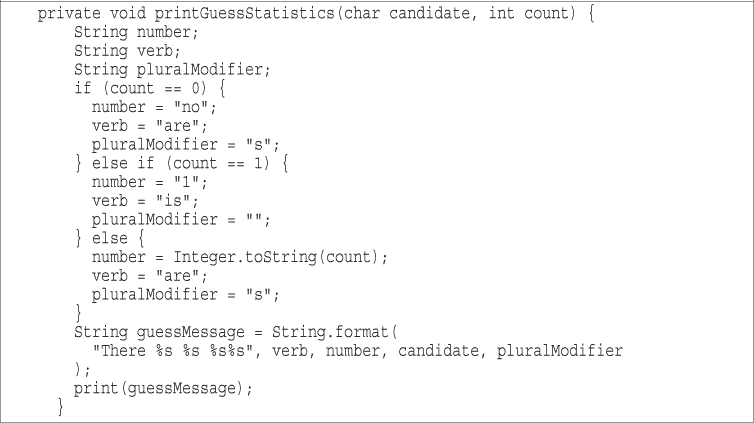 private void printGuessStatistics(char candidate, int count) {
    String number;
    String verb;
    String pluralModifier;
    if (count == 0) {
      number = "no";
      verb = "are";
      pluralModifier = "s";
    } else if (count == 1) {
      number = "1";
      verb = "is";
      pluralModifier = "";
    } else {
      number = Integer.toString(count);
      verb = "are";
      pluralModifier = "s";
    }
    String guessMessage = String.format(
      "There %s %s %s%s", verb, number, candidate, pluralModifier
    );
    print(guessMessage);
  }